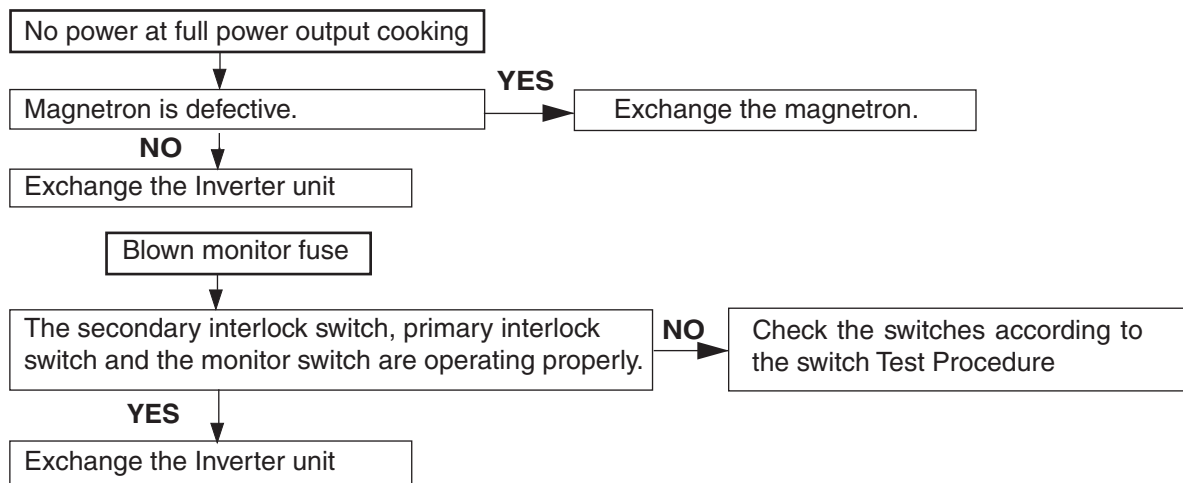 No power at full power output cooking
YES
Magnetron is defective.
Exchange the magnetron.
NO
Exchange the Inverter unit
Blown monitor fuse
The secondary interlock switch, primary interlock
switch and the monitor switch are operating properly.
NO
Check the switches according to
the switch Test Procedure
YES
Exchange the Inverter unit